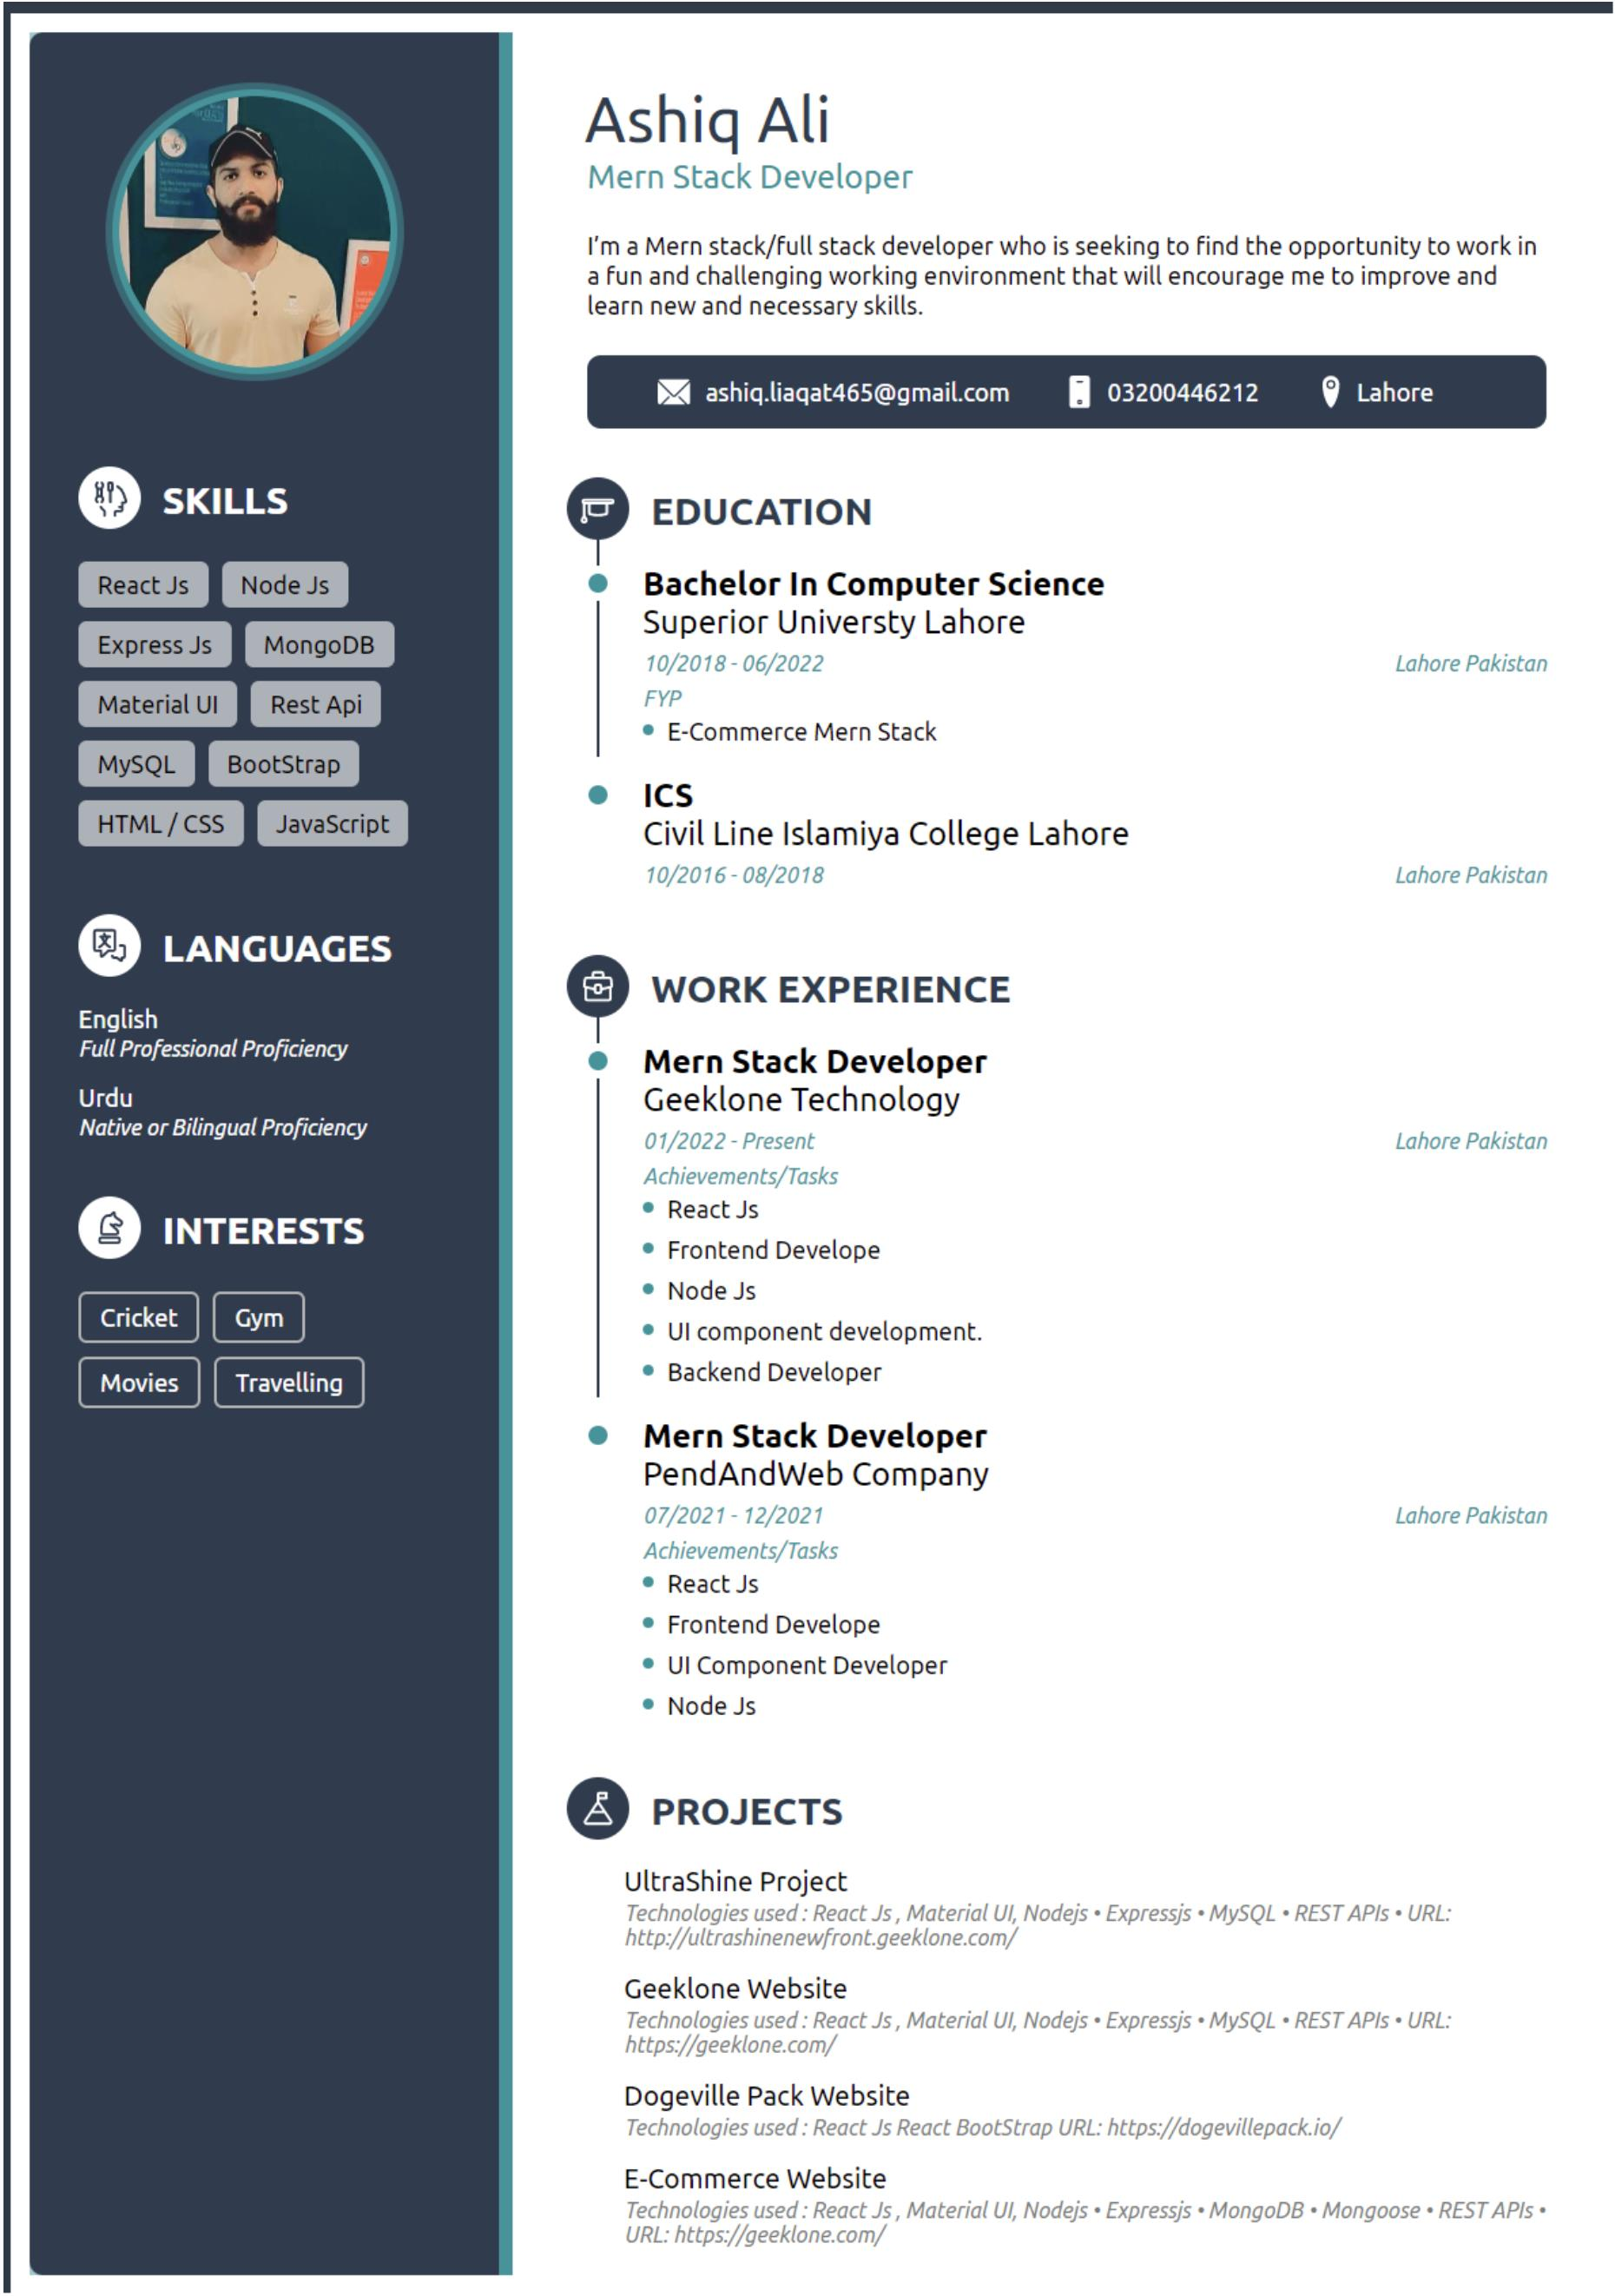 Ashiq Ali
Mern Stack Developer
I'm a Mern stack/full stack developer who is seeking to find the opportunity to work in
a fun and challenging working environment that will encourage me to improve and
learn new and necessary skills.
ashiq.liaqat465@gmail.com 03200446212 Lahore
SKILLS
React Js Node Js
Express Js MongoDB
Material UI Rest Api
MySQL BootStrap
HTML / CSS JavaScript
LANGUAGES
English
Full Professional Proficiency
Urdu
Native or Bilingual Proficiency
INTERESTS
Cricket Gym
Movies Travelling
EDUCATION
Bachelor In Computer Science
Superior Universty Lahore
10/2018 - 06/2022 Lahore Pakistan
FYP
• E-Commerce Mern Stack
ICS
Civil Line Islamiya College Lahore
10/2016 - 08/2018 Lahore Pakistan
WORK EXPERIENCE
Mern Stack Developer
Geeklone Technology
01/2022 - Present Lahore Pakistan
Achievements/Tasks
• React Js
• Frontend Develope
• Node Js
• UI component development.
• Backend Developer
Mern Stack Developer
PendAndWeb Company
07/2021 - 12/2021 Lahore Pakistan
Achievements/Tasks
• React Js
• Frontend Develope
• UI Component Developer
• Node Js
PROJECTS
UltraShine Project
Technologies used : React Js , Material UI, Nodejs • Expressjs • MySQL • REST APIs • URL:
http://ultrashinenewfront.geeklone.com/
Geeklone Website
Technologies used : React Js , Material UI, Nodejs • Expressjs • MySQL • REST APIs • URL:
https://geeklone.com/
Dogeville Pack Website
Technologies used : React Js React BootStrap URL: https://dogevillepack.io/
E-Commerce Website
Technologies used : React Js , Material UI, Nodejs • Expressjs • MongoDB • Mongoose • REST APIs •
URL: https://geeklone.com/